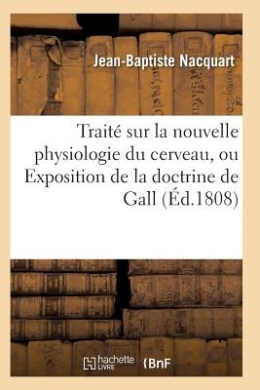 Jean-Baptiste Nacquart
Traité sur la nouvelle
physiologie du cerveau, ou
Exposition de la doctrine de
Gall (Éd.1808)
hachette
LIVRE
{BnF